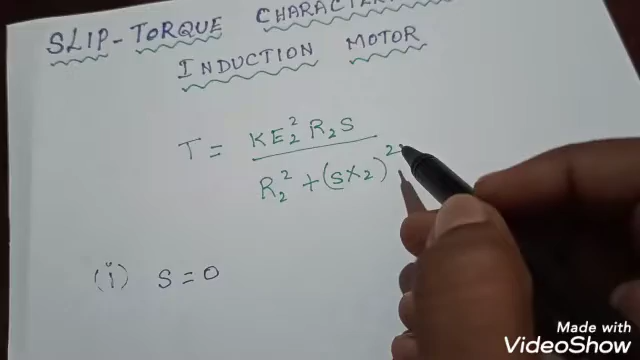 SLIP-TORQUE
INDUCTION MOTOR
T = KE₂²R₂S / R₂² + (SX₂)²
(i) S = 0
Made with
VideoShow